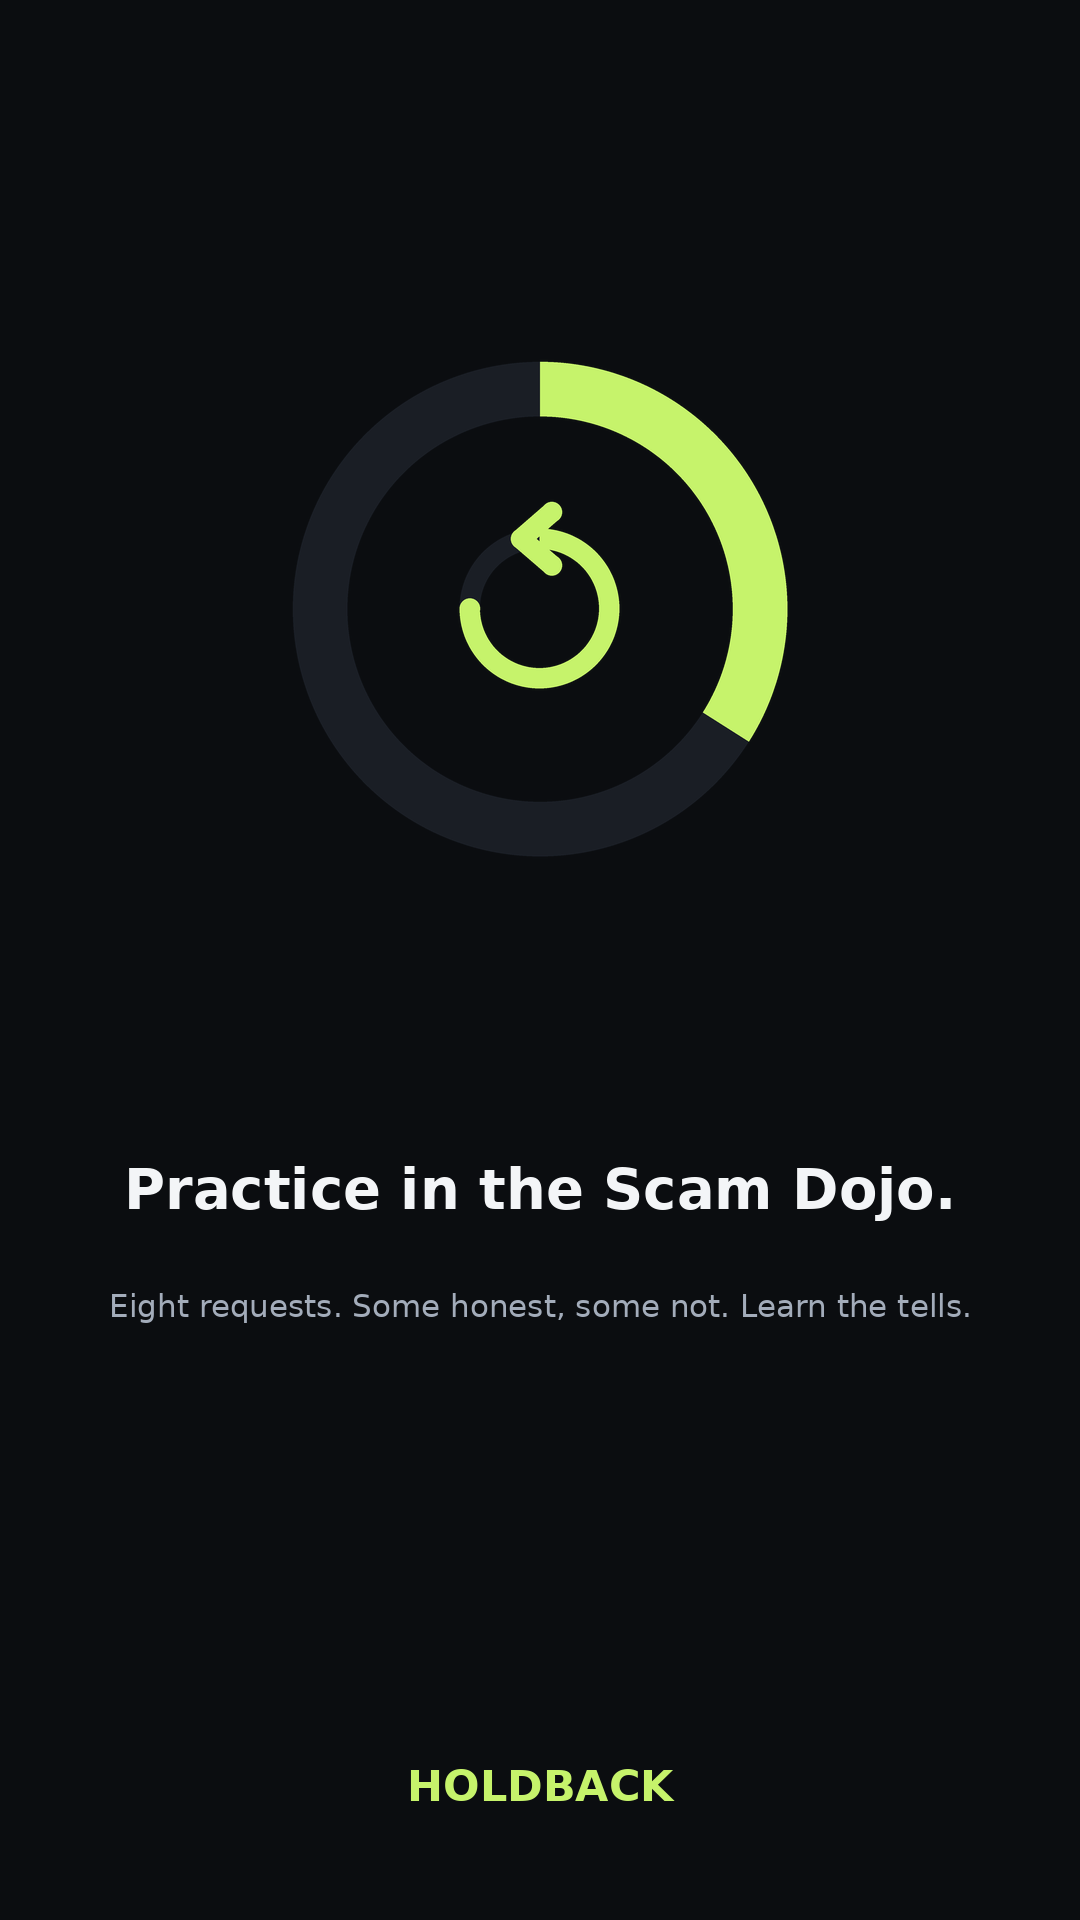 Practice in the Scam Dojo.
Eight requests. Some honest, some not. Learn the tells.
HOLDBACK